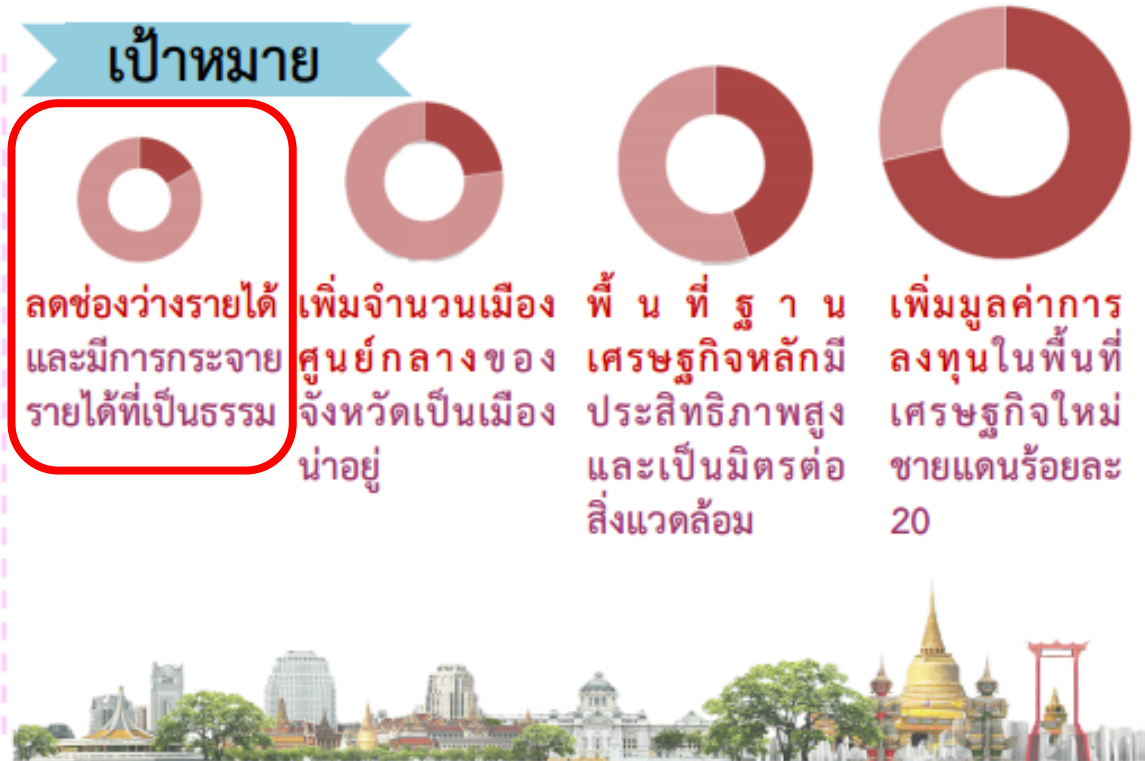 เป้าหมาย
ลดช่องว่างรายได้
และมีการกระจาย
รายได้ที่เป็นธรรม
เพิ่มจำนวนเมือง
ศูนย์กลางของ
จังหวัดเป็นเมือง
น่าอยู่
พื้นที่ฐาน
เศรษฐกิจหลักมี
ประสิทธิภาพสูง
และเป็นมิตรต่อ
สิ่งแวดล้อม
เพิ่มมูลค่าการ
ลงทุนในพื้นที่
เศรษฐกิจใหม่
ชายแดนร้อยละ
20